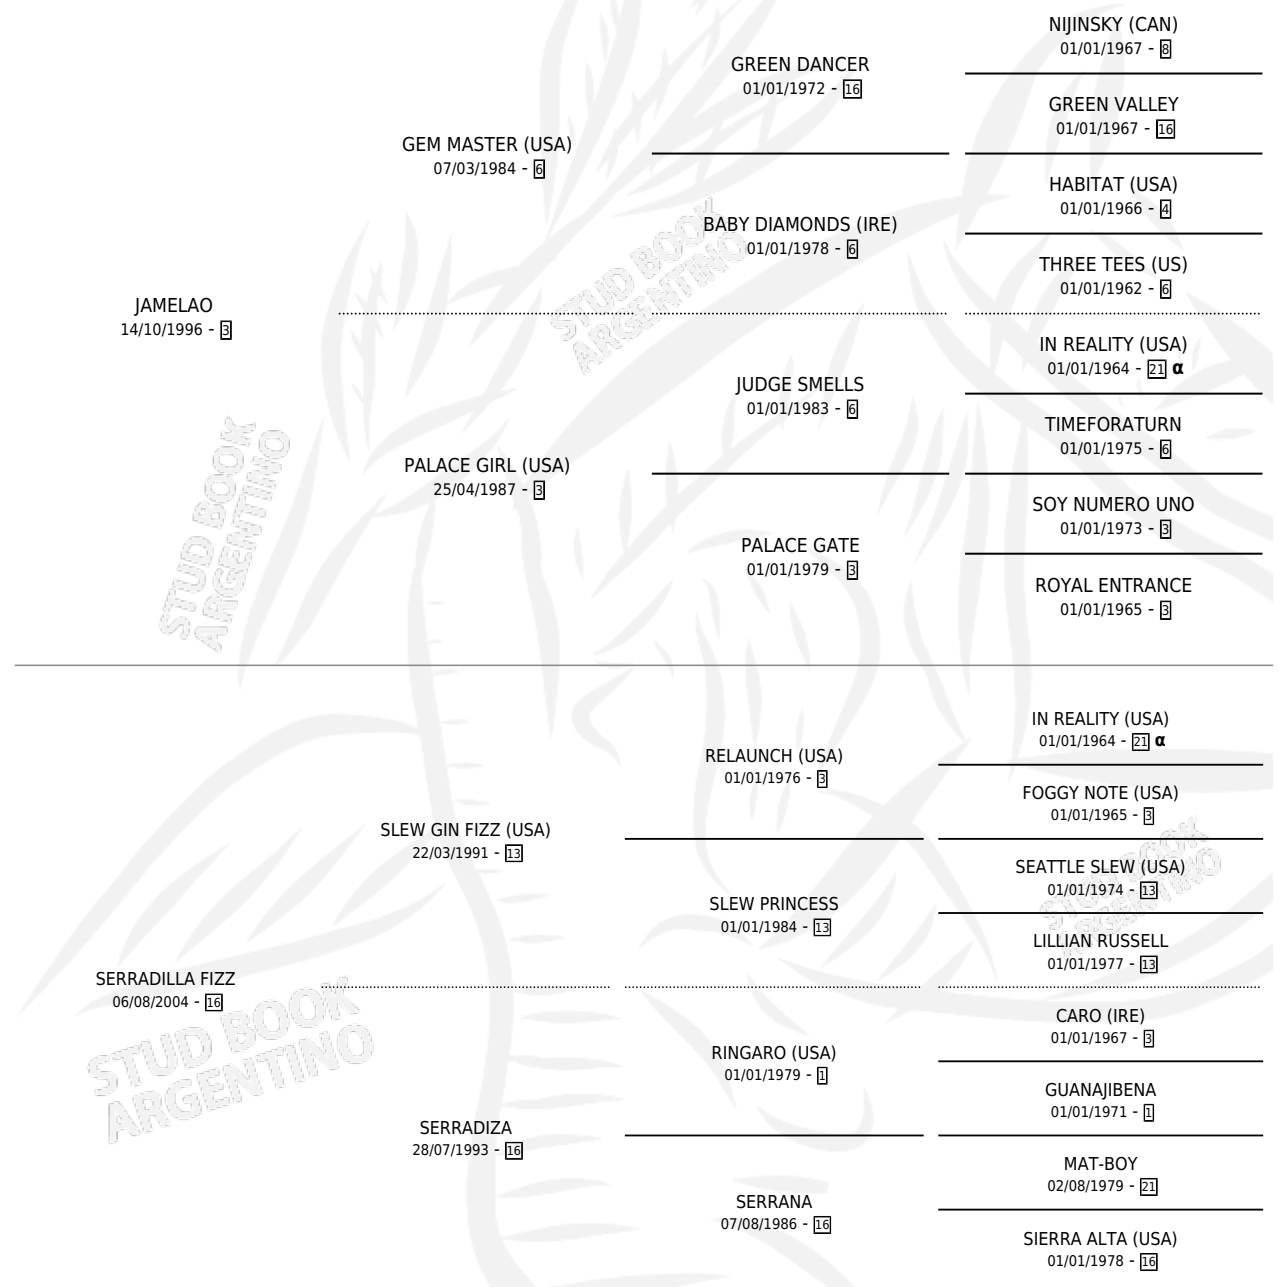 NIJINSKY (CAN)
01/01/1967 - 8
GREEN DANCER
01/01/1972 - 16
GREEN VALLEY
01/01/1967 - 16
GEM MASTER (USA)
07/03/1984 - 6
HABITAT (USA)
01/01/1966 - 4
BABY DIAMONDS (IRE)
01/01/1978 - 6
THREE TEES (US)
01/01/1962 - 6
JAMELAO
14/10/1996 - 3
IN REALITY (USA)
01/01/1964 - 21 α
JUDGE SMELLS
01/01/1983 - 6
TIMEFORATURN
01/01/1975 - 6
PALACE GIRL (USA)
25/04/1987 - 3
SOY NUMERO UNO
01/01/1973 - 3
PALACE GATE
01/01/1979 - 3
ROYAL ENTRANCE
01/01/1965 - 3
IN REALITY (USA)
01/01/1964 - 21 α
RELAUNCH (USA)
01/01/1976 - 3
FOGGY NOTE (USA)
01/01/1965 - 3
SLEW GIN FIZZ (USA)
22/03/1991 - 13
SEATTLE SLEW (USA)
01/01/1974 - 13
SLEW PRINCESS
01/01/1984 - 13
LILLIAN RUSSELL
01/01/1977 - 13
SERRADILLA FIZZ
06/08/2004 - 16
CARO (IRE)
01/01/1967 - 3
RINGARO (USA)
01/01/1979 - 1
GUANAJIBENA
01/01/1971 - 1
SERRADIZA
28/07/1993 - 16
MAT-BOY
02/08/1979 - 21
SERRANA
07/08/1986 - 16
SIERRA ALTA (USA)
01/01/1978 - 16
STUD BOOK
ARGENTINO
STUD BOOK
ARGENTINO
STUD BOOK
ARGENTINO
STUD BOOK
ARGENTINO